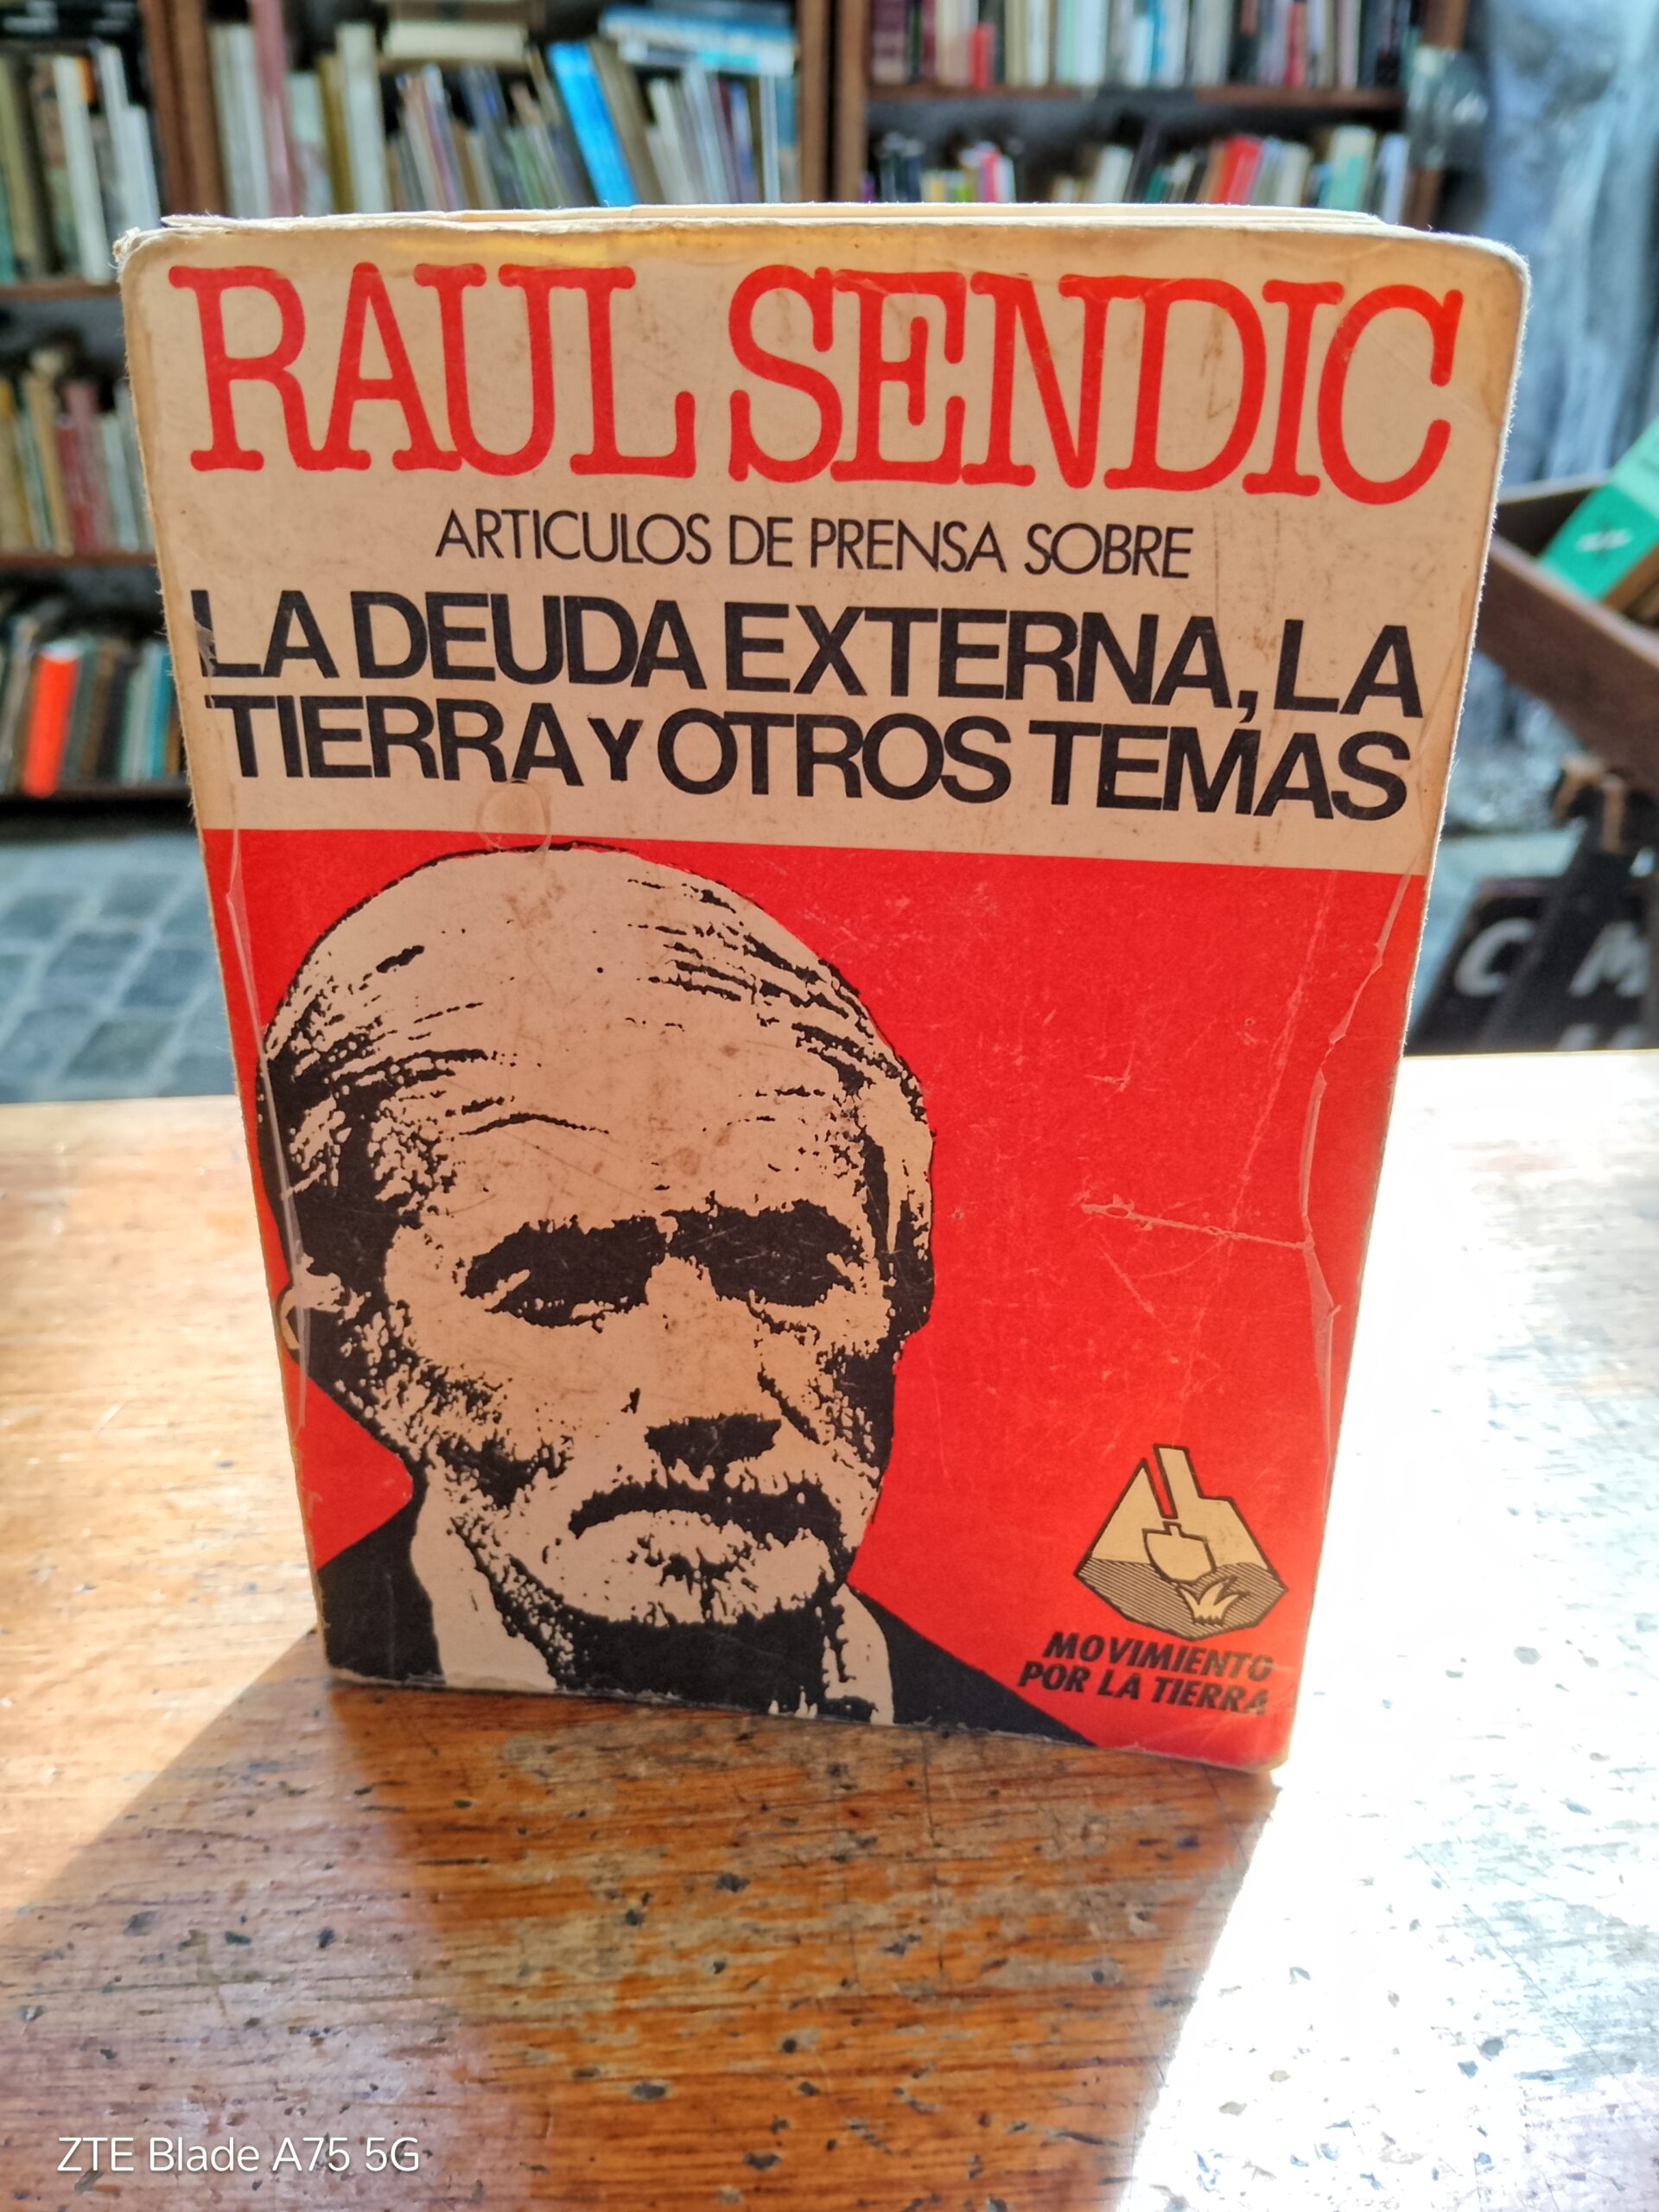 RAUL SENDIC
ARTICULOS DE PRENSA SOBRE
LA DEUDA EXTERNA, LA
TIERRA Y OTROS TEMAS
MOVIMIENTO
POR LA TIERRA
ZTE Blade A75 5G